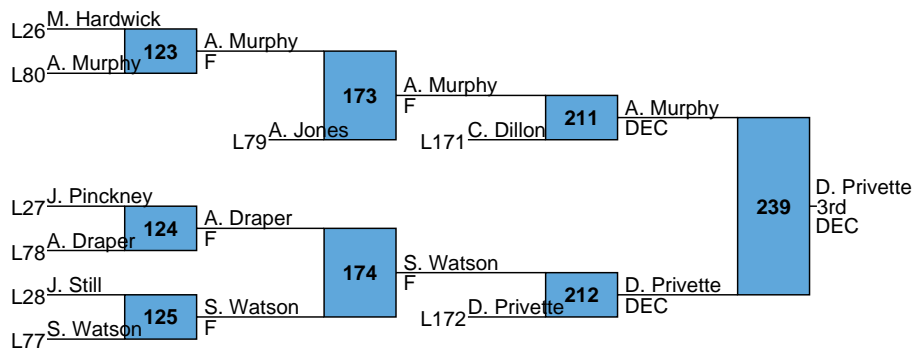 L26 M. Hardwick
123
A. Murphy
F
L80 A. Murphy
173
A. Murphy
F
L79 A. Jones
L171 C. Dillon
211
A. Murphy
DEC
L27 J. Pinckney
124
A. Draper
F
L78 A. Draper
239
D. Privette
3rd
DEC
174
S. Watson
F
L28 J. Still
125
S. Watson
F
L77 S. Watson
L172 D. Privette
212
D. Privette
DEC